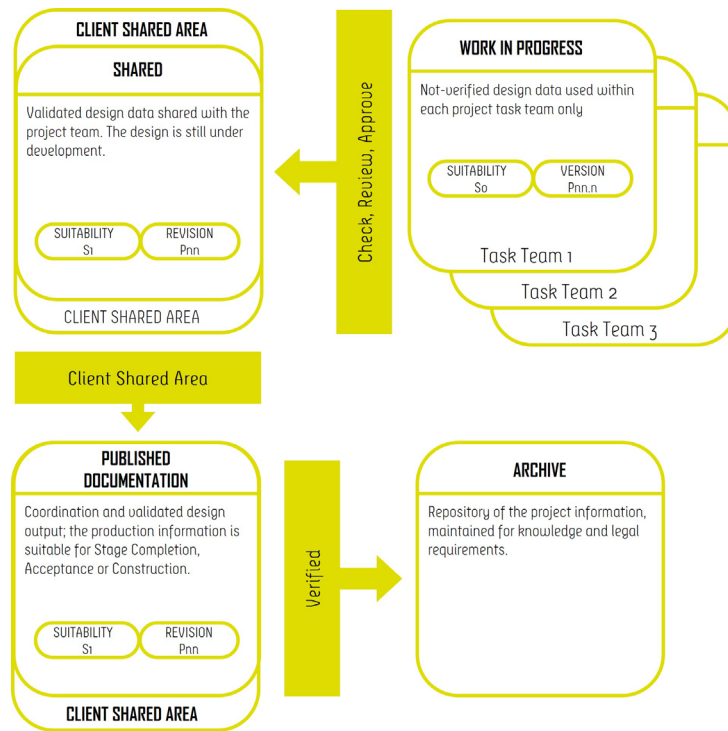 CLIENT SHARED AREA
SHARED
Validated design data shared with the
project team. The design is still under
development.
SUITABILITY
S1
REVISION
Pnn
CLIENT SHARED AREA
Check, Review, Approve
WORK IN PROGRESS
Not-verified design data used within
each project task team only
SUITABILITY
S0
VERSION
Pnn.n
Task Team 1
Task Team 2
Task Team 3
Client Shared Area
PUBLISHED
DOCUMENTATION
Coordination and validated design
output; the production information is
suitable for Stage Completion,
Acceptance or Construction.
SUITABILITY
S1
REVISION
Pnn
CLIENT SHARED AREA
Verified
ARCHIVE
Repository of the project information,
maintained for knowledge and legal
requirements.